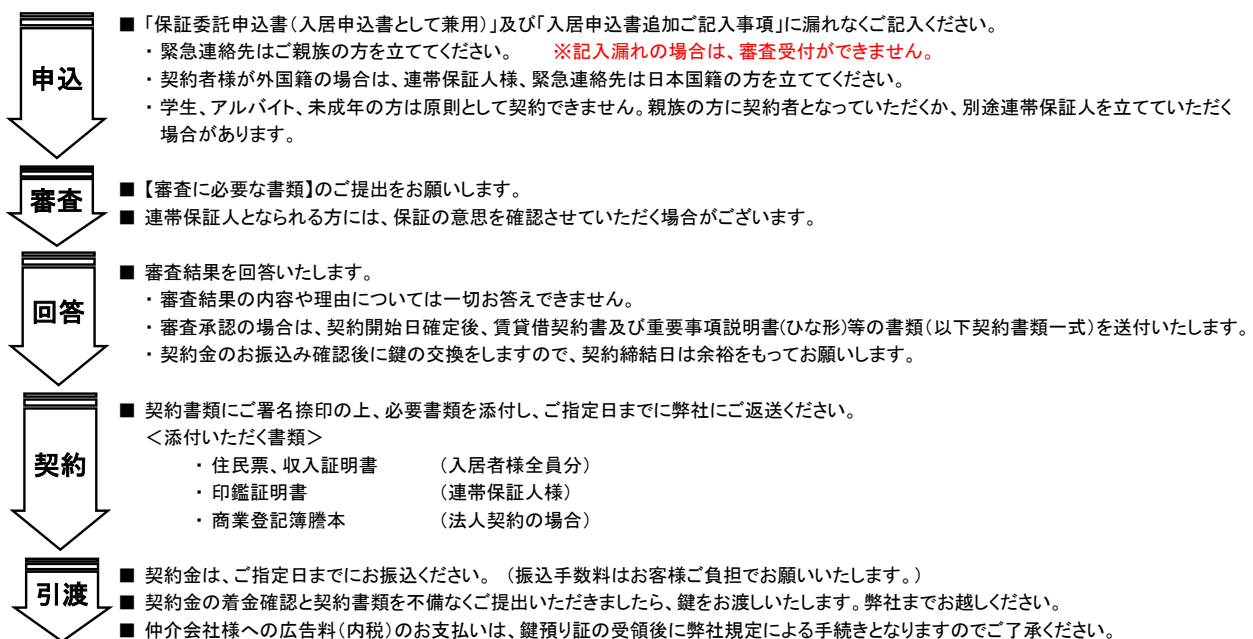 申込
■ 「保証委託申込書(入居申込書として兼用)」及び「入居申込書追加ご記入事項」に漏れなくご記入ください。
・ 緊急連絡先はご親族の方を立ててください。　※記入漏れの場合は、審査受付ができません。
・ 契約者様が外国籍の場合は、連帯保証人様、緊急連絡先は日本国籍の方を立ててください。
・ 学生、アルバイト、未成年の方は原則として契約できません。親族の方に契約者となっていただくか、別途連帯保証人を立てていただく
場合があります。
審査
■ 【審査に必要な書類】のご提出をお願いします。
■ 連帯保証人となられる方には、保証の意思を確認させていただく場合がございます。
回答
■ 審査結果を回答いたします。
・ 審査結果の内容や理由については一切お答えできません。
・ 審査承認の場合は、契約開始日確定後、賃貸借契約書及び重要事項説明書(ひな形)等の書類(以下契約書類一式)を送付いたします。
・ 契約金のお振込み確認後に鍵の交換をしますので、契約締結日は余裕をもってお願いします。
契約
■ 契約書類にご署名捺印の上、必要書類を添付し、ご指定日までに弊社にご返送ください。
<添付いただく書類>
・ 住民票、収入証明書　(入居者様全員分)
・ 印鑑証明書　(連帯保証人様)
・ 商業登記簿謄本　(法人契約の場合)
引渡
■ 契約金は、ご指定日までにお振込ください。 (振込手数料はお客様ご負担でお願いいたします。)
■ 契約金の着金確認と契約書類を不備なくご提出いただきましたら、鍵をお渡しいたします。弊社までお越しください。
■ 仲介会社様への広告料(内税)のお支払いは、鍵預り証の受領後に弊社規定による手続きとなりますのでご了承ください。